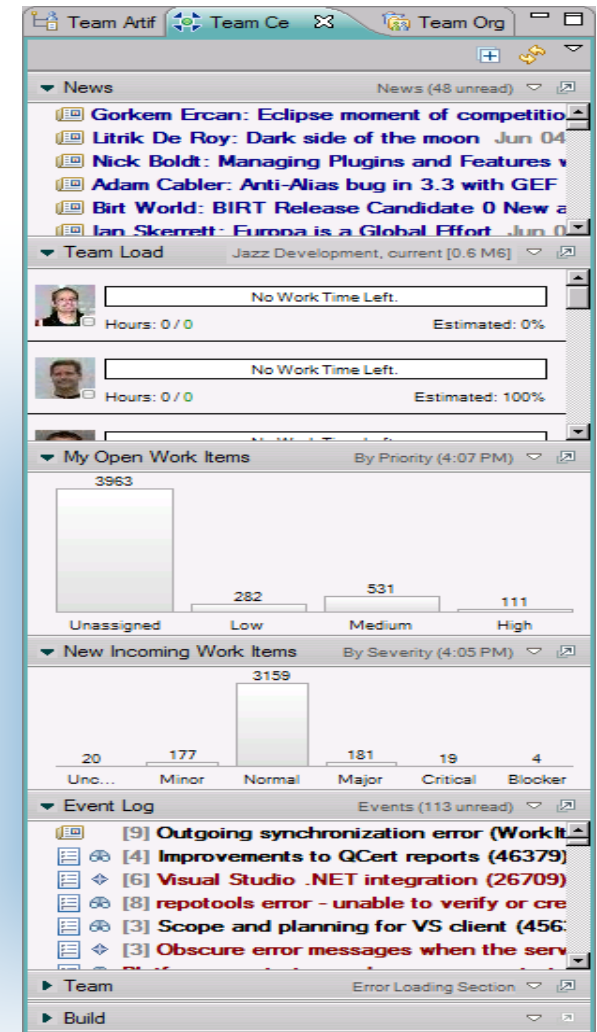 Team Artif Team Ce Team Org
News News (48 unread)
Gorkem Ercan: Eclipse moment of competitio
Litrik De Roy: Dark side of the moon Jun 04
Nick Boldt: Managing Plugins and Features
Adam Cabler: Anti-Alias bug in 3.3 with GEF
Birt World: BIRT Release Candidate 0 New a
Ian Skerrett: Europa is a Global Effort Jun 0
Team Load Jazz Development, current [0.6 M6]
No Work Time Left.
Hours: 0 / 0 Estimated: 0%
No Work Time Left.
Hours: 0 / 0 Estimated: 100%
My Open Work Items By Priority (4:07 PM)
3963
282 531 111
Unassigned Low Medium High
New Incoming Work Items By Severity (4:05 PM)
3159
20 177 181 19 4
Unc... Minor Normal Major Critical Blocker
Event Log Events (113 unread)
[9] Outgoing synchronization error (WorkIt
[4] Improvements to QCert reports (46379)
[6] Visual Studio .NET integration (26709)
[8] repotools error - unable to verify or cre
[3] Scope and planning for VS client (456
[3] Obscure error messages when the serv
Team Error Loading Section
Build